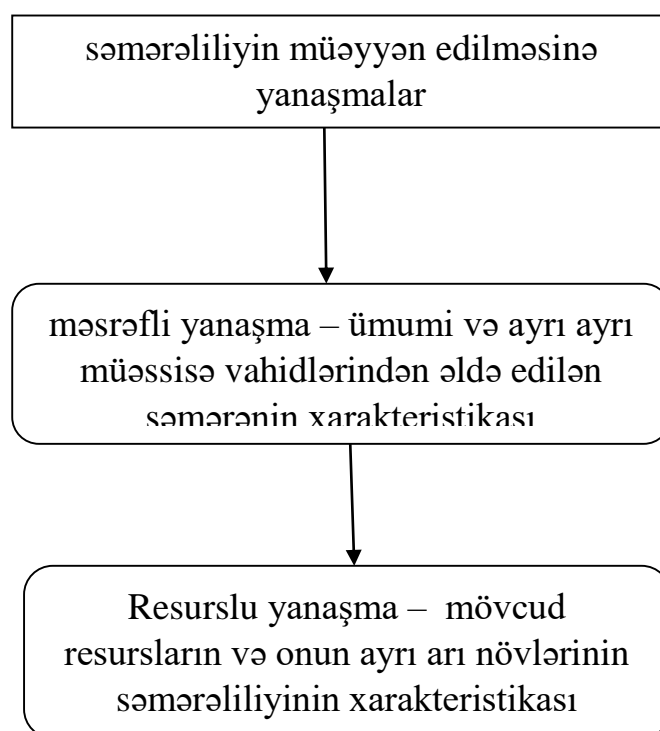 səmərəliliyin müəyyən edilməsinə
yanaşmalar
məsrəfli yanaşma – ümumi və ayrı ayrı
müəssisə vahidlərindən əldə edilən
səmərənin xarakteristikası
Resurslu yanaşma – mövcud
resursların və onun ayrı arı növlərinin
səmərəliliyinin xarakteristikası